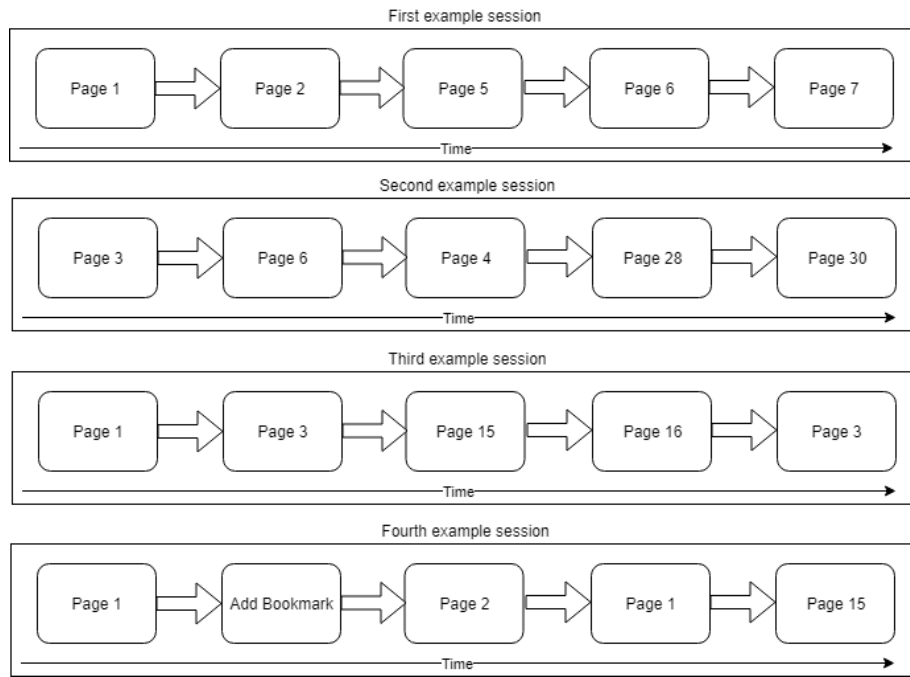 First example session
Page 1
Page 2
Page 5
Page 6
Page 7
Time
Second example session
Page 3
Page 6
Page 4
Page 28
Page 30
Time
Third example session
Page 1
Page 3
Page 15
Page 16
Page 3
Time
Fourth example session
Page 1
Add Bookmark
Page 2
Page 1
Page 15
Time